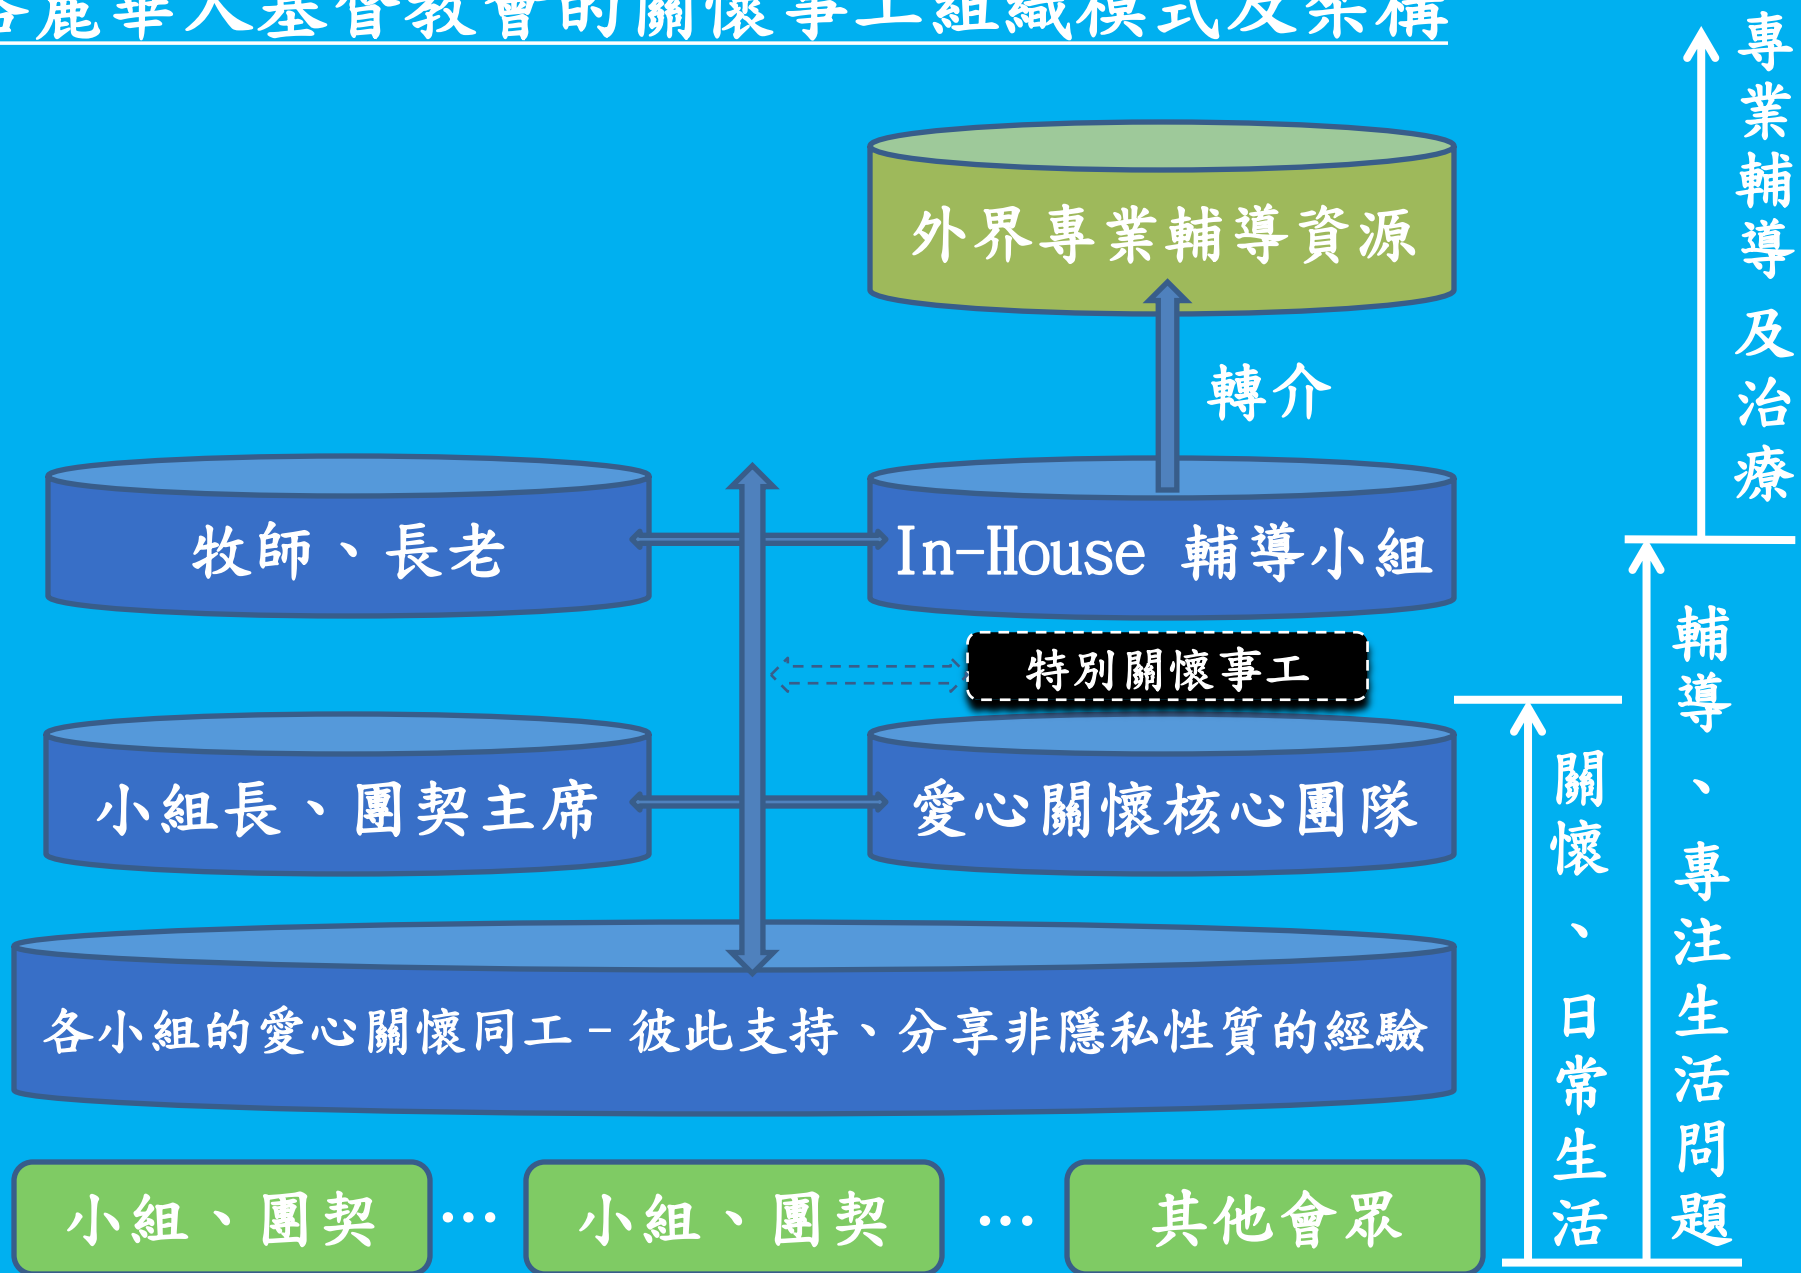 麗華人基督教會的關懷事工組織模式及架構
外界專業輔導資源
轉介
牧師、長老
In-House 輔導小組
特別關懷事工
小組長、團契主席
愛心關懷核心團隊
各小組的愛心關懷同工–彼此支持、分享非隱私性質的經驗
小組、團契
…
小組、團契
…
其他會眾
關懷、日常生活
輔導、專注生活問題
專業輔導及治療